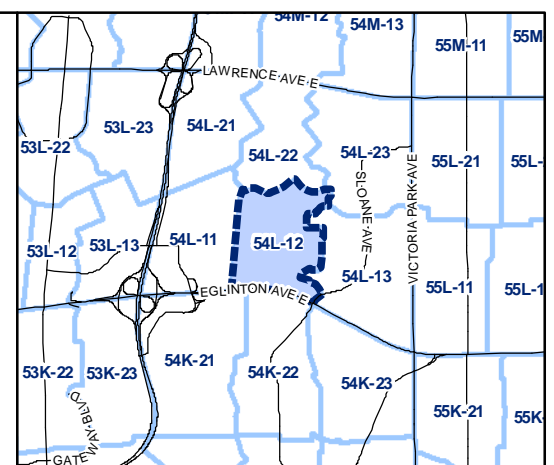 54M-12
54M-13
55M-11
55M
LAWRENCE AVE E
53L-23
54L-21
53L-22
54L-22
54L-23
55L-21
55L-
SLOANE AVE
VICTORIA PARK AVE
53L-12
53L-13
54L-11
54L-12
54L-13
55L-11
55L-1
EGLINTON AVE E
53K-22
53K-23
54K-21
54K-22
54K-23
55K-21
55K-
GATEWAY BLVD